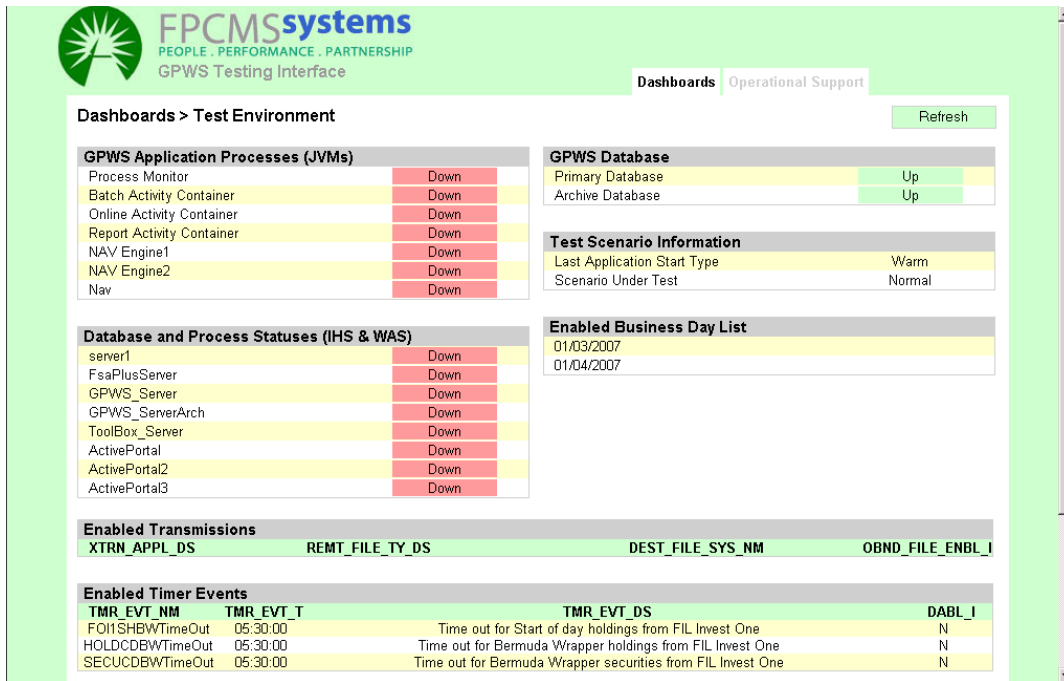 FPCMSsystems
PEOPLE . PERFORMANCE . PARTNERSHIP
GPWS Testing Interface
Dashboards Operational Support
Dashboards > Test Environment
Refresh
GPWS Application Processes (JVMs)
Process Monitor Down
Batch Activity Container Down
Online Activity Container Down
Report Activity Container Down
NAV Engine1 Down
NAV Engine2 Down
Nav Down
GPWS Database
Primary Database Up
Archive Database Up
Test Scenario Information
Last Application Start Type Warm
Scenario Under Test Normal
Enabled Business Day List
01/03/2007
01/04/2007
Database and Process Statuses (IHS & WAS)
server1 Down
FsaPlusServer Down
GPWS_Server Down
GPWS_ServerArch Down
ToolBox_Server Down
ActivePortal Down
ActivePortal2 Down
ActivePortal3 Down
Enabled Transmissions
XTRN_APPL_DS REMT_FILE_TY_DS DEST_FILE_SYS_NM OBND_FILE_ENBL_I
Enabled Timer Events
TMR_EVT_NM TMR_EVT_T TMR_EVT_DS DABL_I
FOI1SHBWTimeOut 05:30:00 Time out for Start of day holdings from FIL Invest One N
HOLDCDBWTimeOut 05:30:00 Time out for Bermuda Wrapper holdings from FIL Invest One N
SECUCDBWTimeOut 05:30:00 Time out for Bermuda Wrapper securities from FIL Invest One N